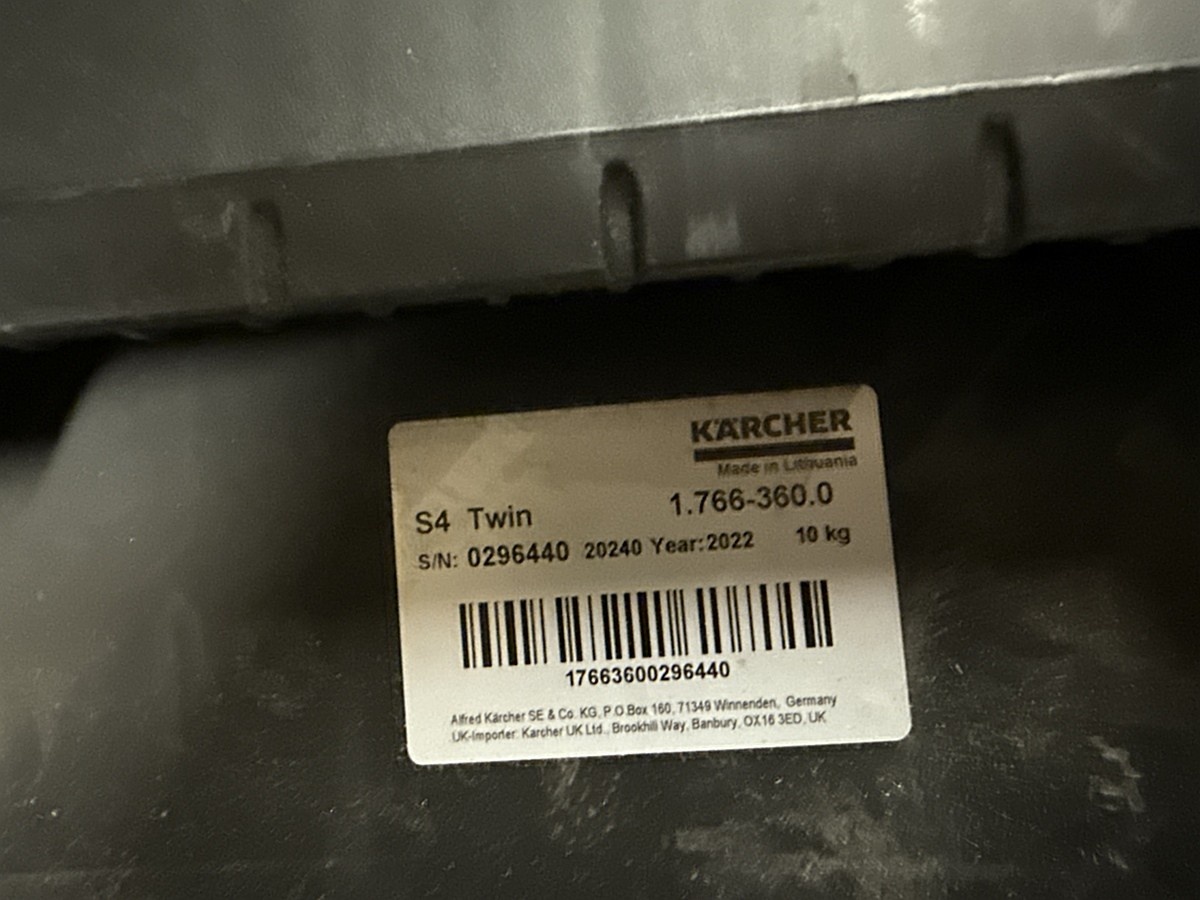 KÄRCHER
Made in Lithuania
S4 Twin 1.766-360.0
S/N: 0296440 20240 Year:2022 10 kg
17663600296440
Alfred Kärcher SE & Co. KG, P.O.Box 160, 71349 Winnenden, Germany
UK-Importer: Karcher UK Ltd., Brookhill Way, Banbury, OX16 3ED, UK